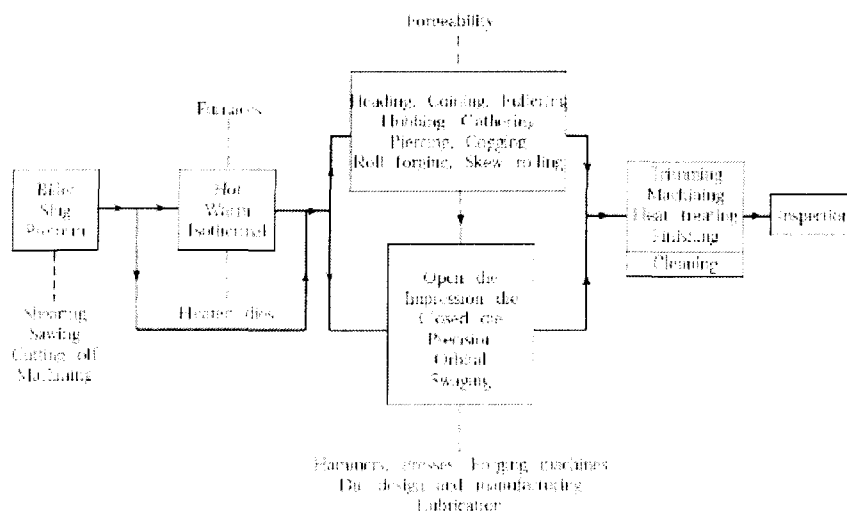 Forgeability
Heading, Coining, Fullering
Hubbing, Gathering
Piercing, Cogging
Roll forging, Skew rolling
Furnaces
Billet
Slug
Preform
Hot
Warm
Isothermal
Trimming
Machining
Heat treating
Finishing
Cleaning
Inspection
Open die
Impression die
Closed die
Precision
Orbital
Swaging
Shearing
Sawing
Cutting off
Machining
Heated dies
Hammers, Presses, Forging machines
Die design and manufacturing
Lubrication